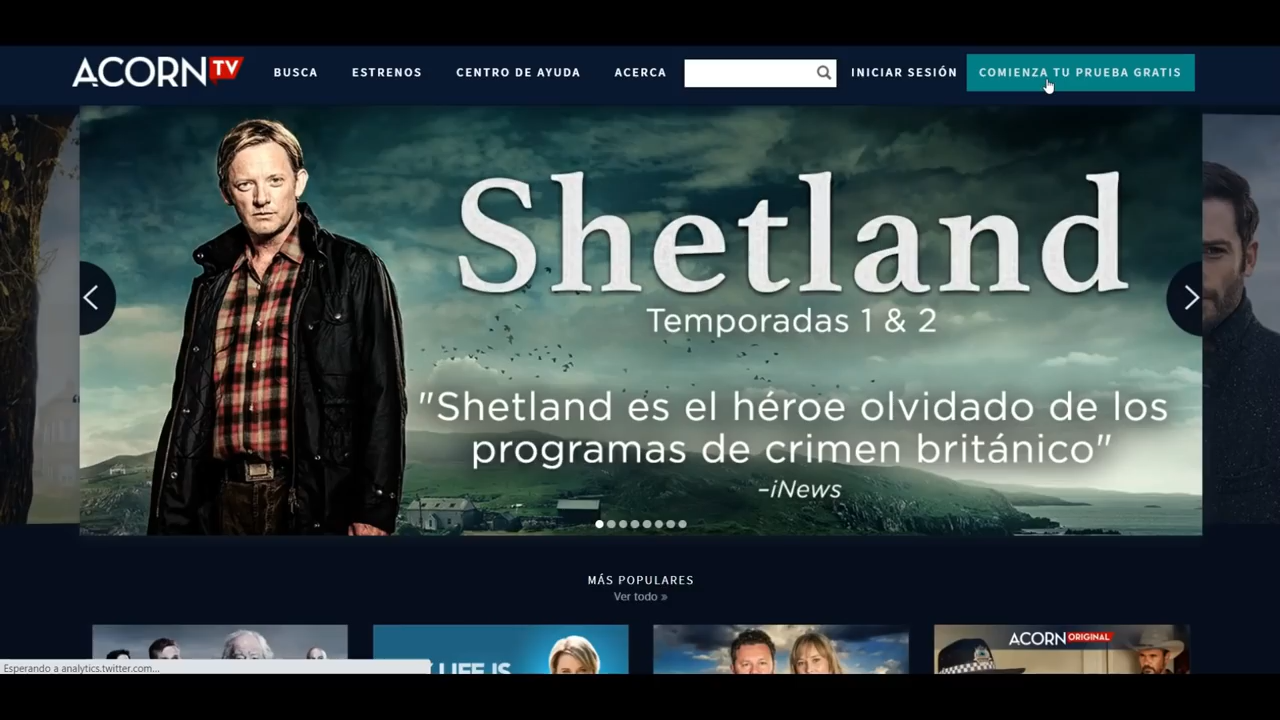 ACORN TV
BUSCA
ESTRENOS
CENTRO DE AYUDA
ACERCA
INICIAR SESIÓN
COMIENZA TU PRUEBA GRATIS
Shetland
Temporadas 1 & 2
"Shetland es el héroe olvidado de los
programas de crimen británico"
–iNews
MÁS POPULARES
Ver todo »
LIFE IS
ACORN ORIGINAL
Esperando a analytics.twitter.com...